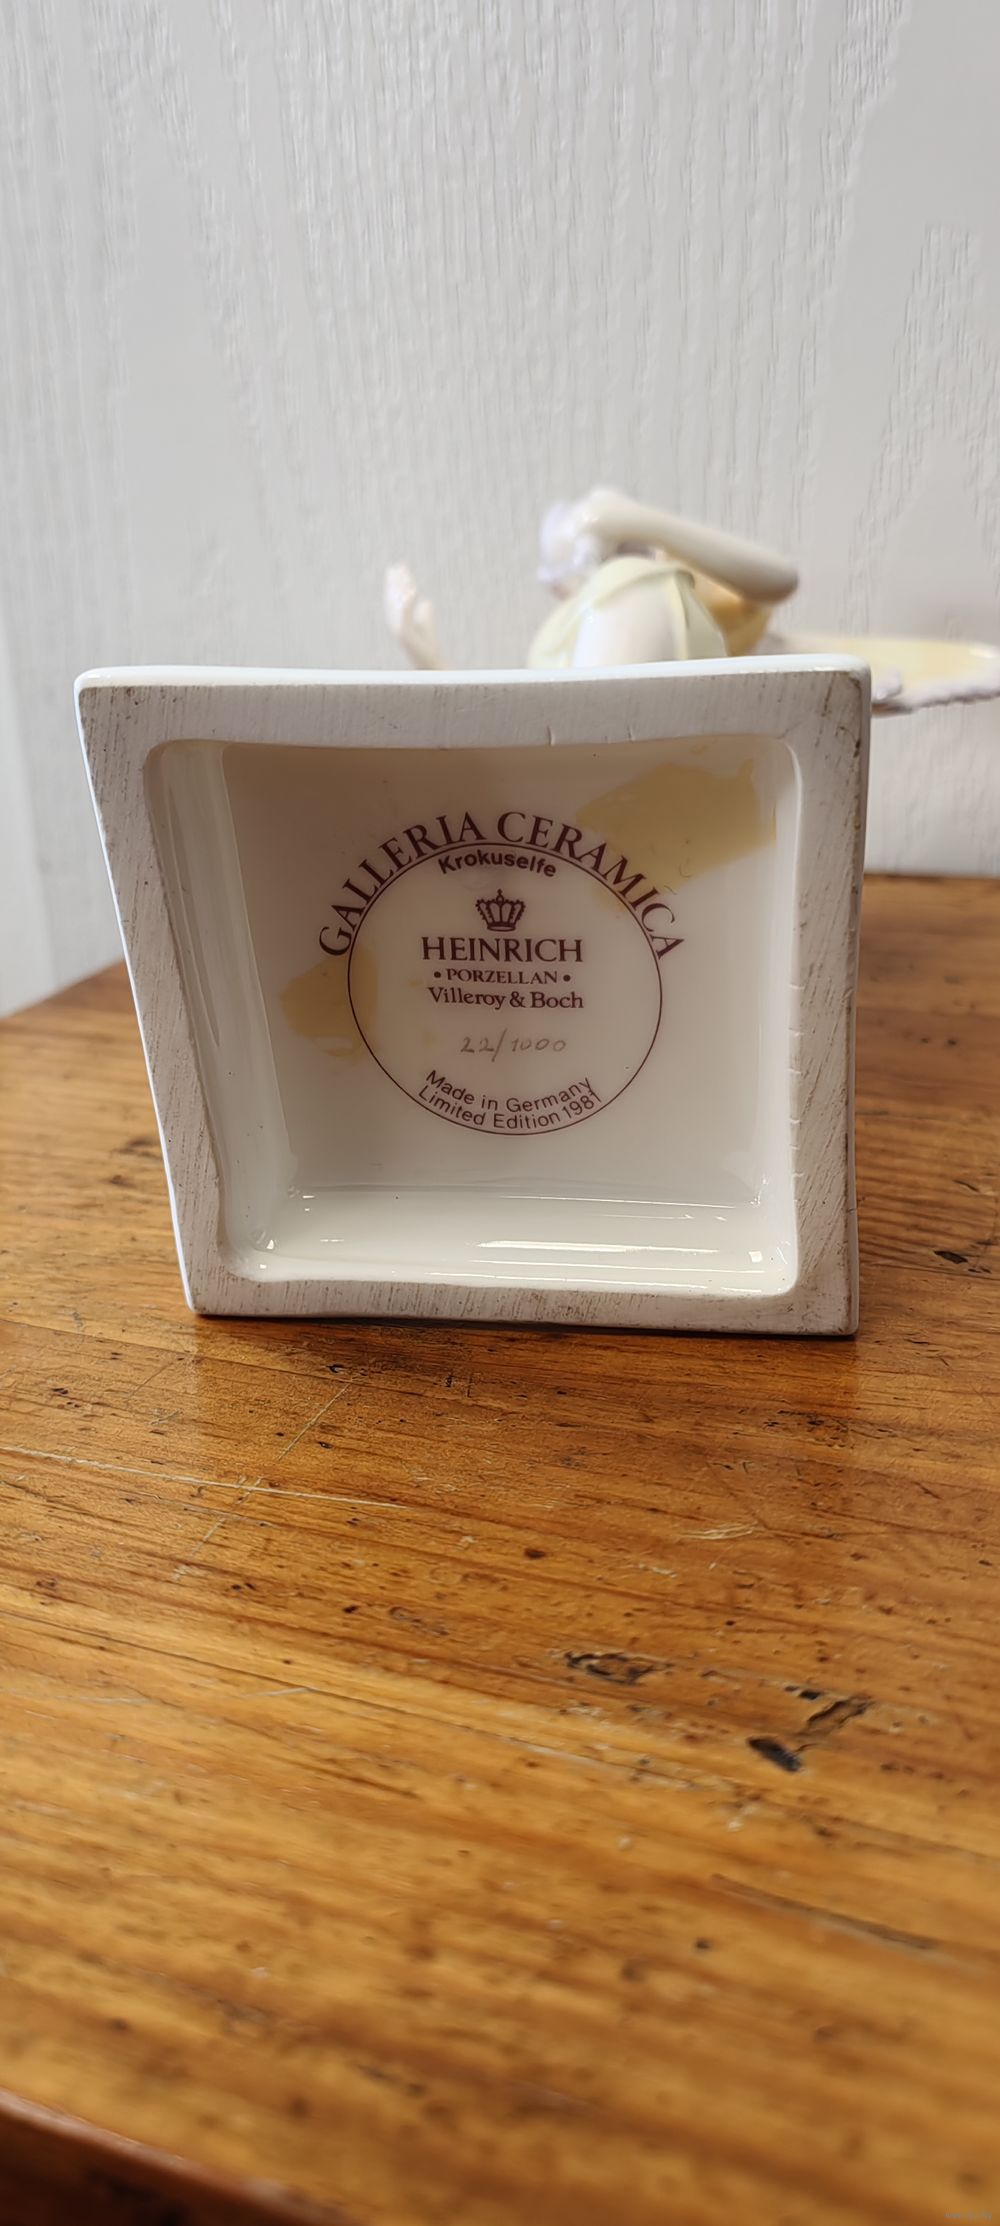 GALLERIA CERAMICA
Krokuselfe
HEINRICH
• PORZELLAN •
Villeroy & Boch
22/1000
Made in Germany
Limited Edition 1981